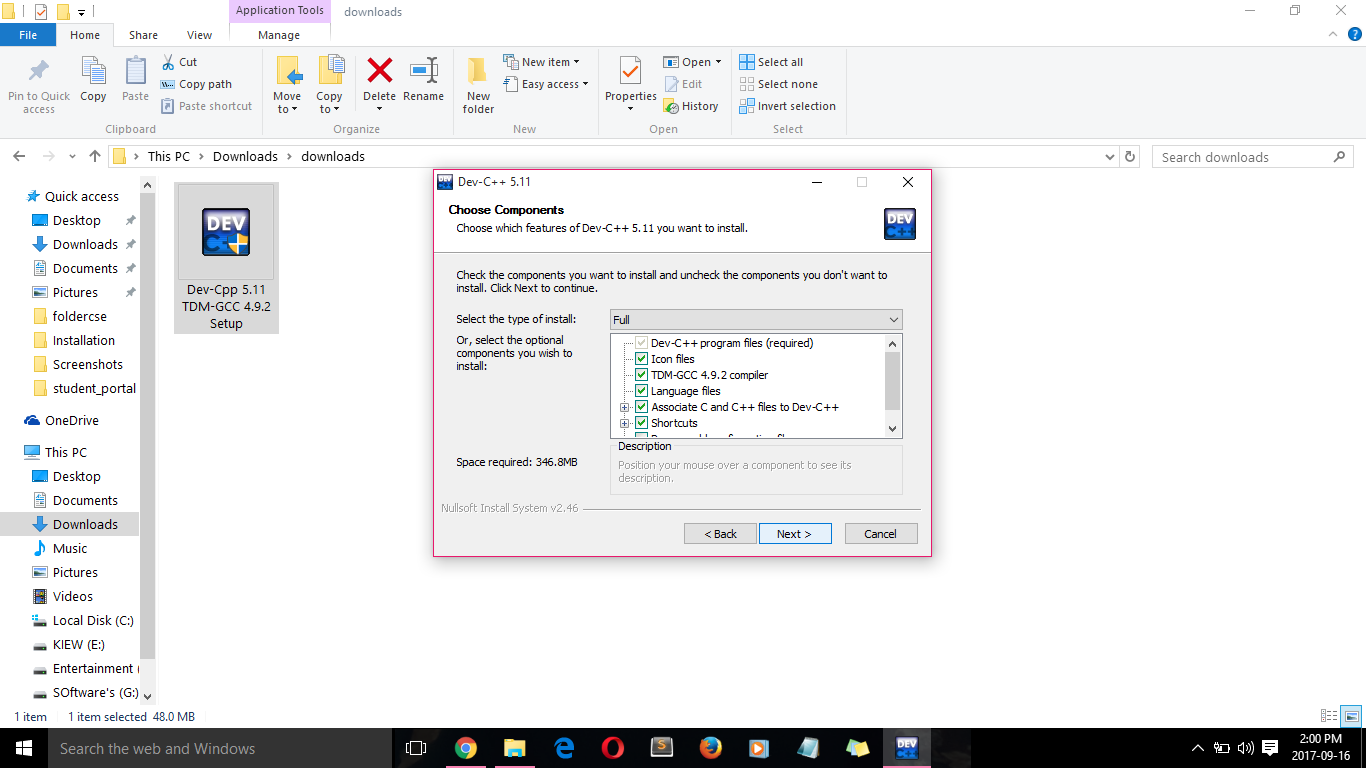 Application Tools
downloads
File
Home
Share
View
Manage
Pin to Quick access
Copy
Paste
Cut
Copy path
Paste shortcut
Move to
Copy to
Delete
Rename
New folder
New item
Easy access
Properties
Open
Edit
History
Select all
Select none
Invert selection
Clipboard
Organize
New
Open
Select
This PC > Downloads > downloads
Search downloads
Quick access
Desktop
Downloads
Documents
Pictures
foldercse
Installation
Screenshots
student_portal
OneDrive
This PC
Desktop
Documents
Downloads
Music
Pictures
Videos
Local Disk (C:)
KIEW (E:)
Entertainment (
SOftware's (G:)
DEV
C++
Dev-Cpp 5.11
TDM-GCC 4.9.2
Setup
Dev-C++ 5.11
Choose Components
Choose which features of Dev-C++ 5.11 you want to install.
DEV
C++
Check the components you want to install and uncheck the components you don't want to
install. Click Next to continue.
Select the type of install:
Full
Or, select the optional
components you wish to
install:
Dev-C++ program files (required)
Icon files
TDM-GCC 4.9.2 compiler
Language files
Associate C and C++ files to Dev-C++
Shortcuts
Space required: 346.8MB
Description
Position your mouse over a component to see its
description.
Nullsoft Install System v2.46
< Back
Next >
Cancel
1 item
1 item selected 48.0 MB
Search the web and Windows
DEV
C++
2:00 PM
2017-09-16